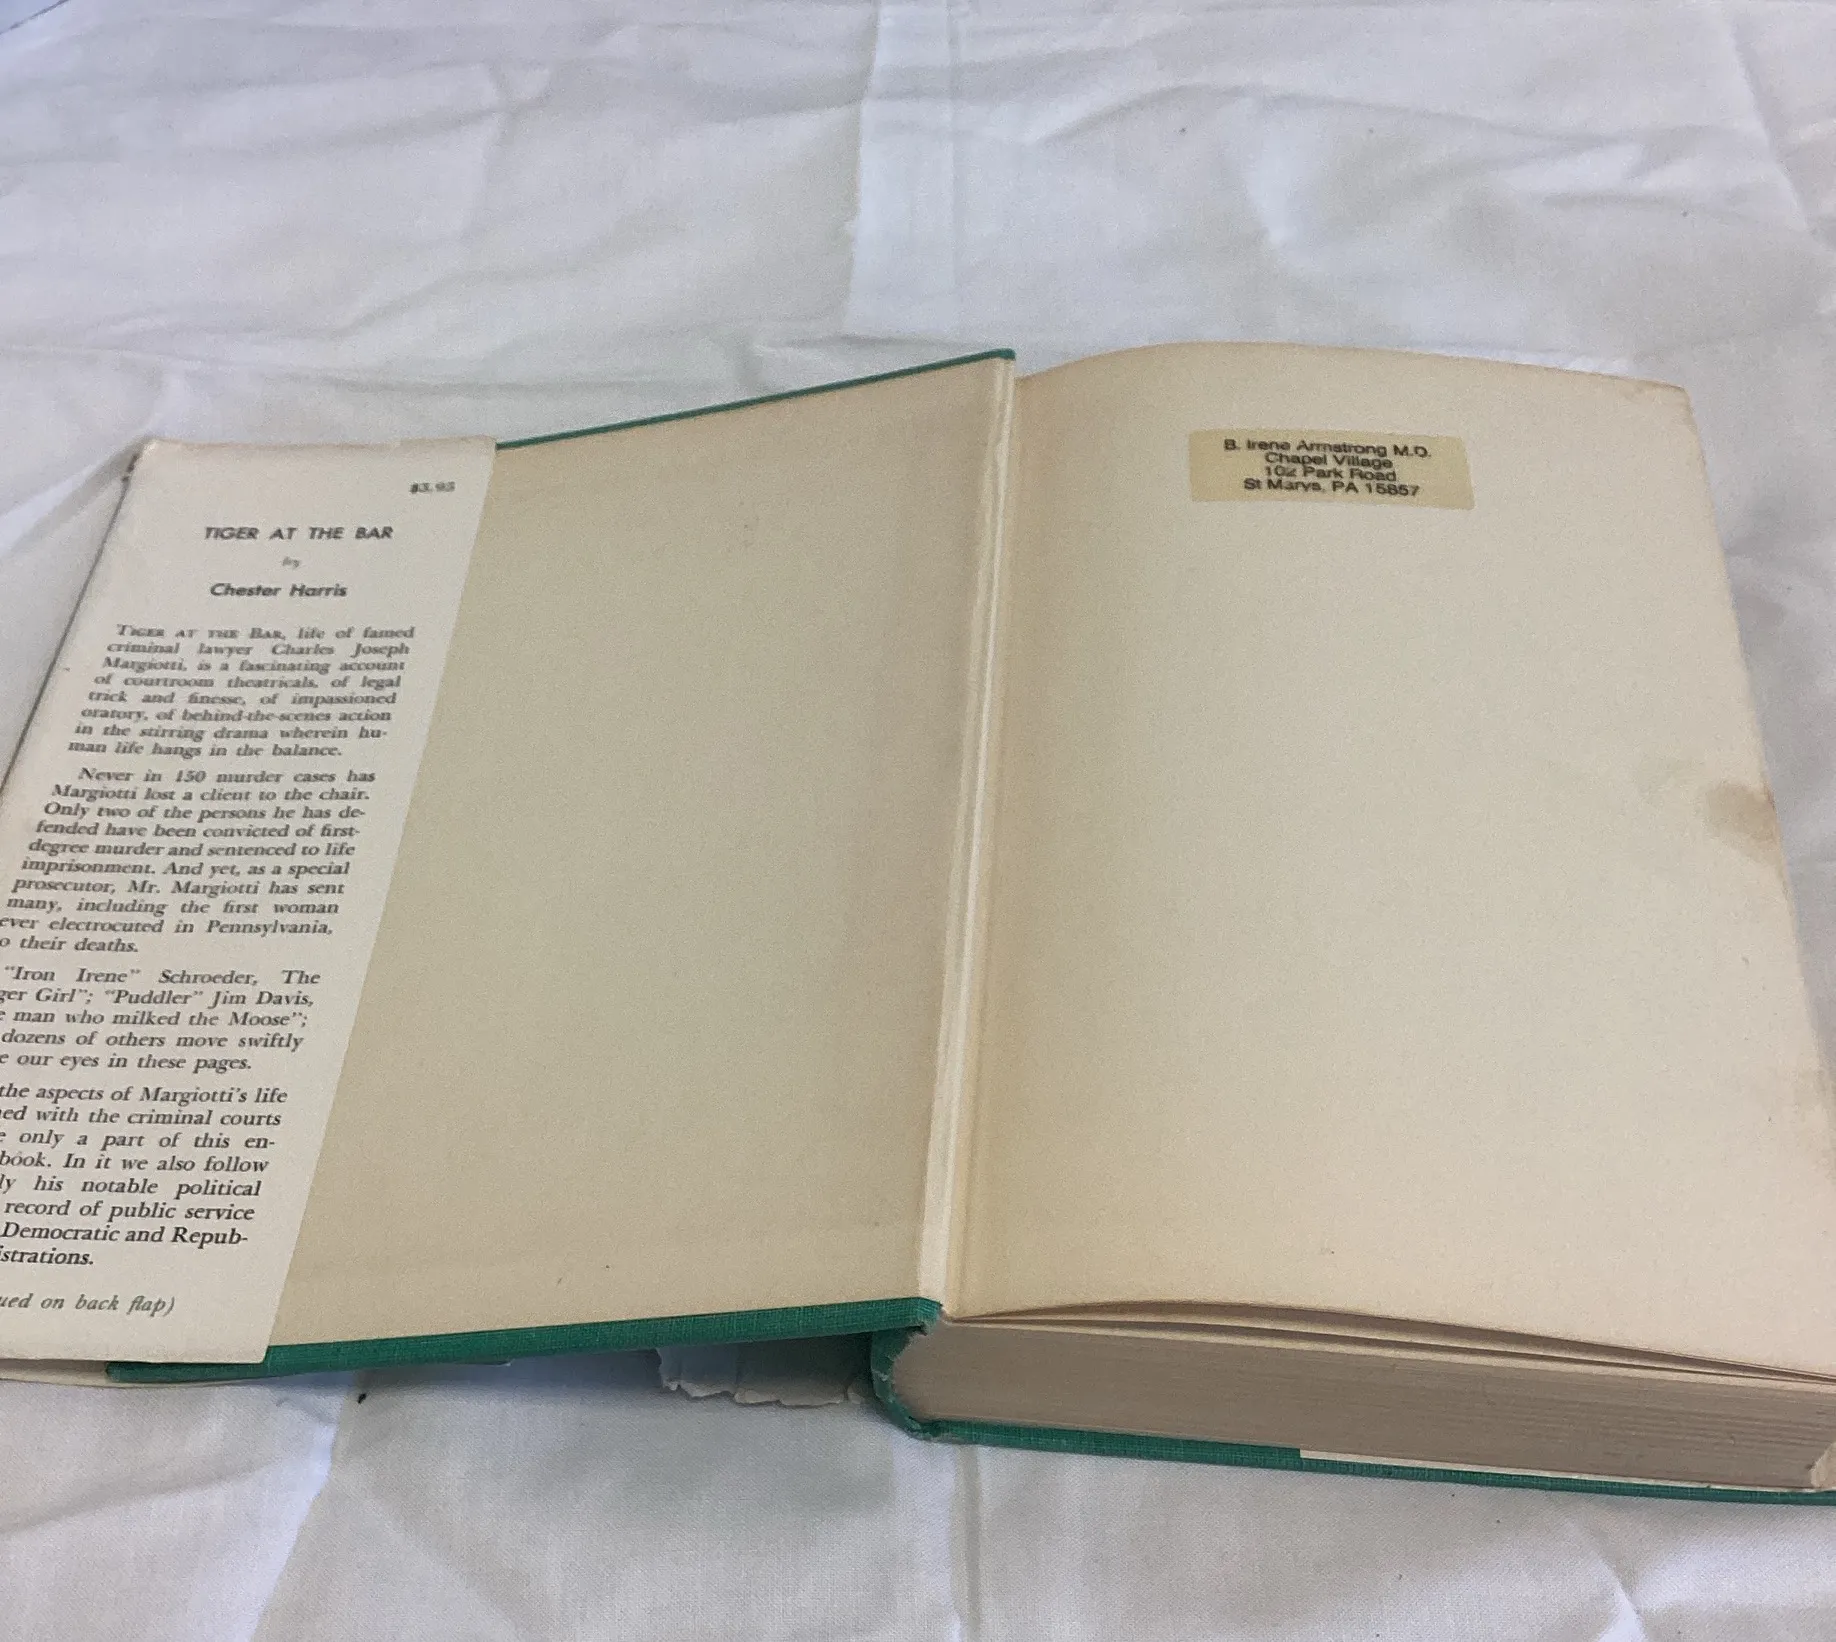 $3.95
TIGER AT THE BAR
by
Chester Harris
TIGER AT THE BAR, life of famed
criminal lawyer Charles Joseph
Margiotti, is a fascinating account
of courtroom theatricals, of legal
trick and finesse, of impassioned
oratory, of behind-the-scenes action
in the stirring drama wherein hu-
man life hangs in the balance.
Never in 150 murder cases has
Margiotti lost a client to the chair.
Only two of the persons he has de-
fended have been convicted of first-
degree murder and sentenced to life
imprisonment. And yet, as a special
prosecutor, Mr. Margiotti has sent
many, including the first woman
ever electrocuted in Pennsylvania,
o their deaths.
"Iron Irene" Schroeder, The
ger Girl"; "Puddler" Jim Davis,
e man who milked the Moose";
dozens of others move swiftly
e our eyes in these pages.
the aspects of Margiotti's life
ned with the criminal courts
e only a part of this en-
book. In it we also follow
ly his notable political
record of public service
Democratic and Repub-
istrations.
ued on back flap)
B. Irene Armstrong M.D.
Chapel Village
102 Park Road
St Marys, PA 15857